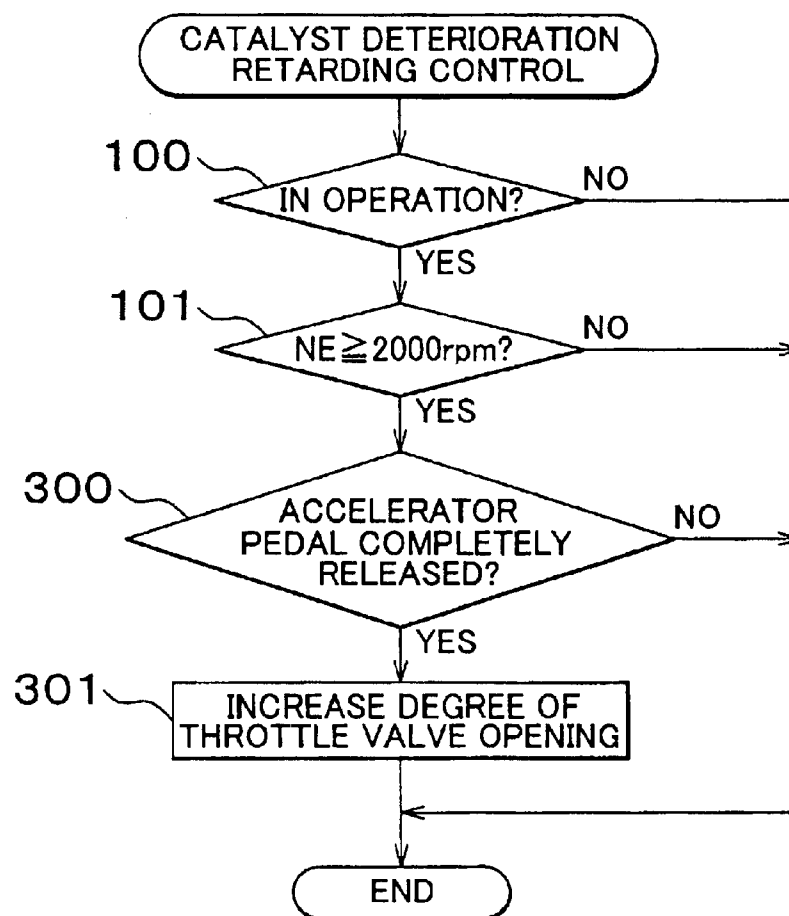 CATALYST DETERIORATION
RETARDING CONTROL
100
IN OPERATION?
NO
YES
101
NE≧2000rpm?
NO
YES
300
ACCELERATOR
PEDAL COMPLETELY
RELEASED?
NO
YES
301
INCREASE DEGREE OF
THROTTLE VALVE OPENING
END